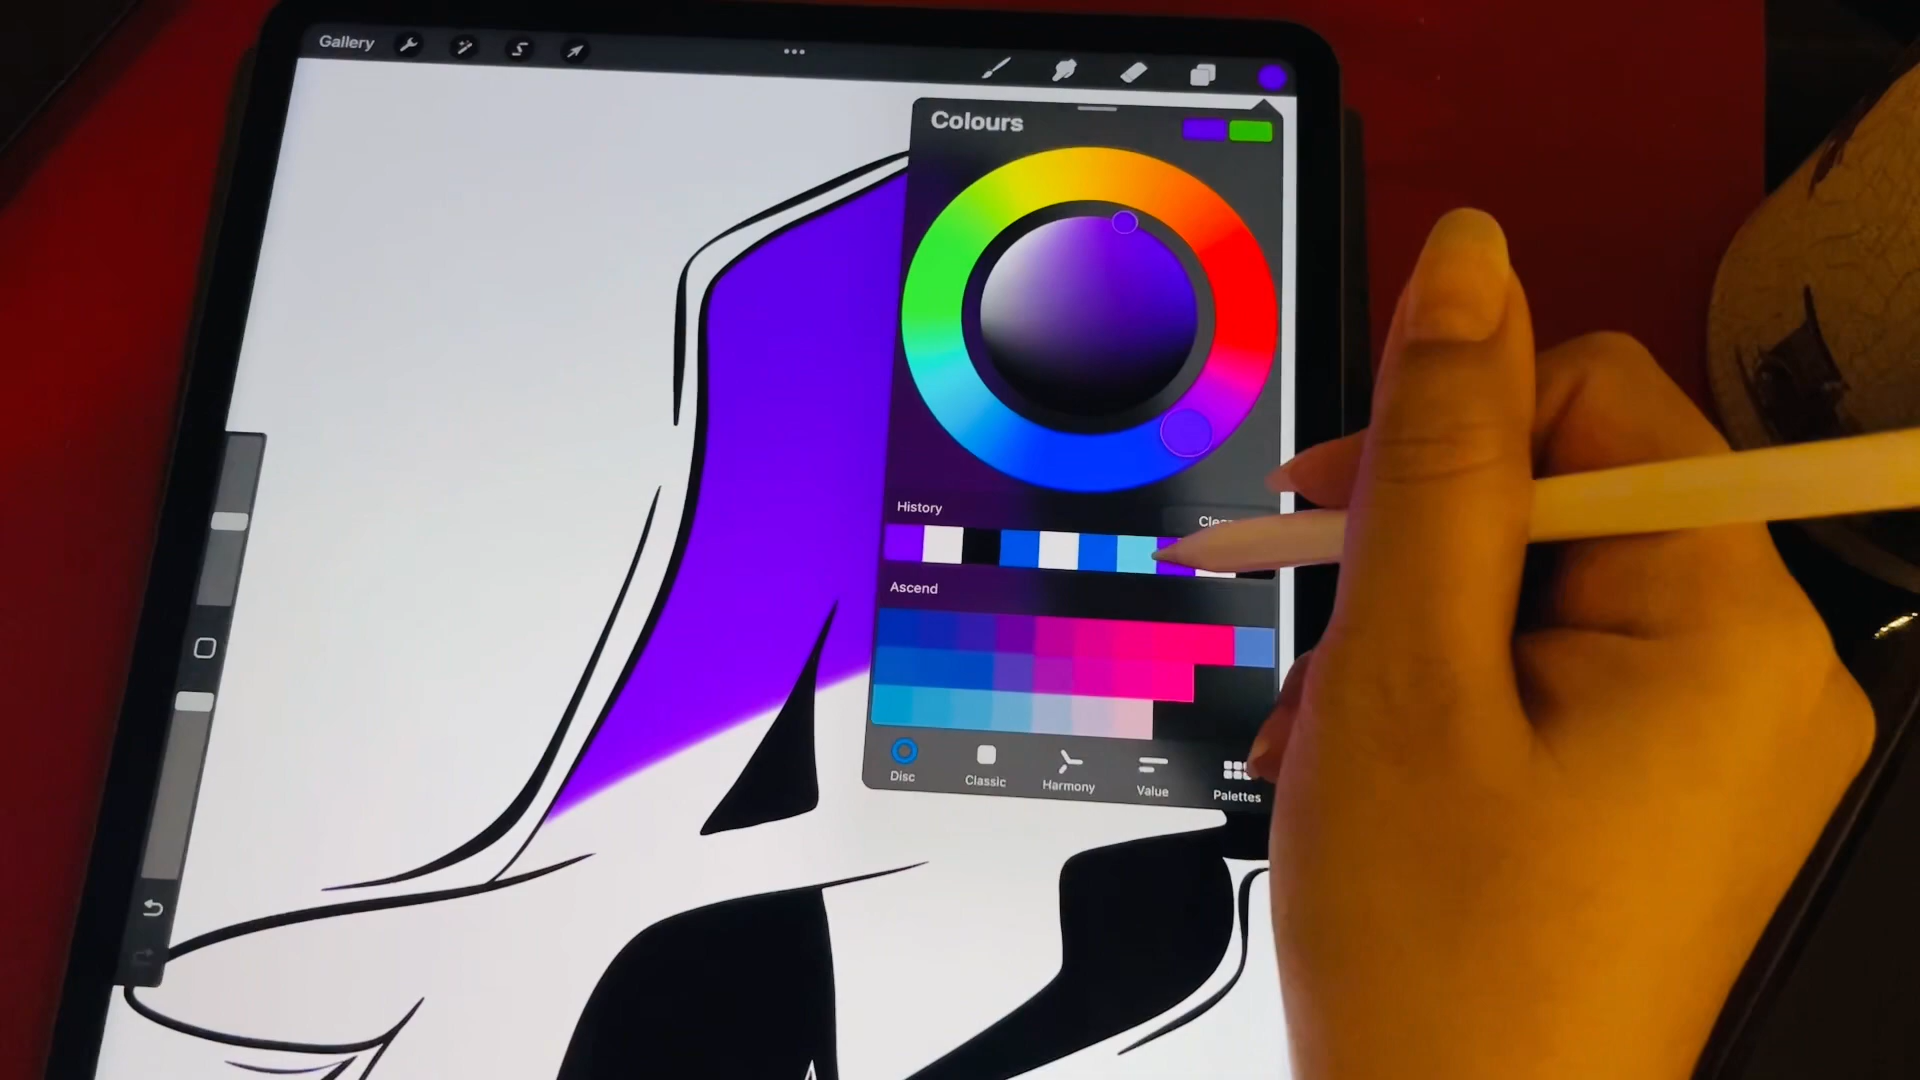 Gallery
Colours
History
Ascend
Disc
Classic
Harmony
Value
Palettes